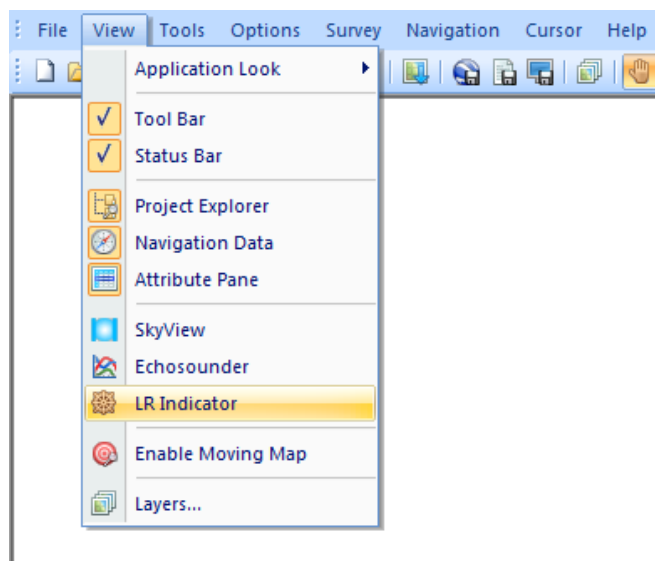 File View Tools Options Survey Navigation Cursor Help
Application Look
Tool Bar
Status Bar
Project Explorer
Navigation Data
Attribute Pane
SkyView
Echosounder
LR Indicator
Enable Moving Map
Layers...